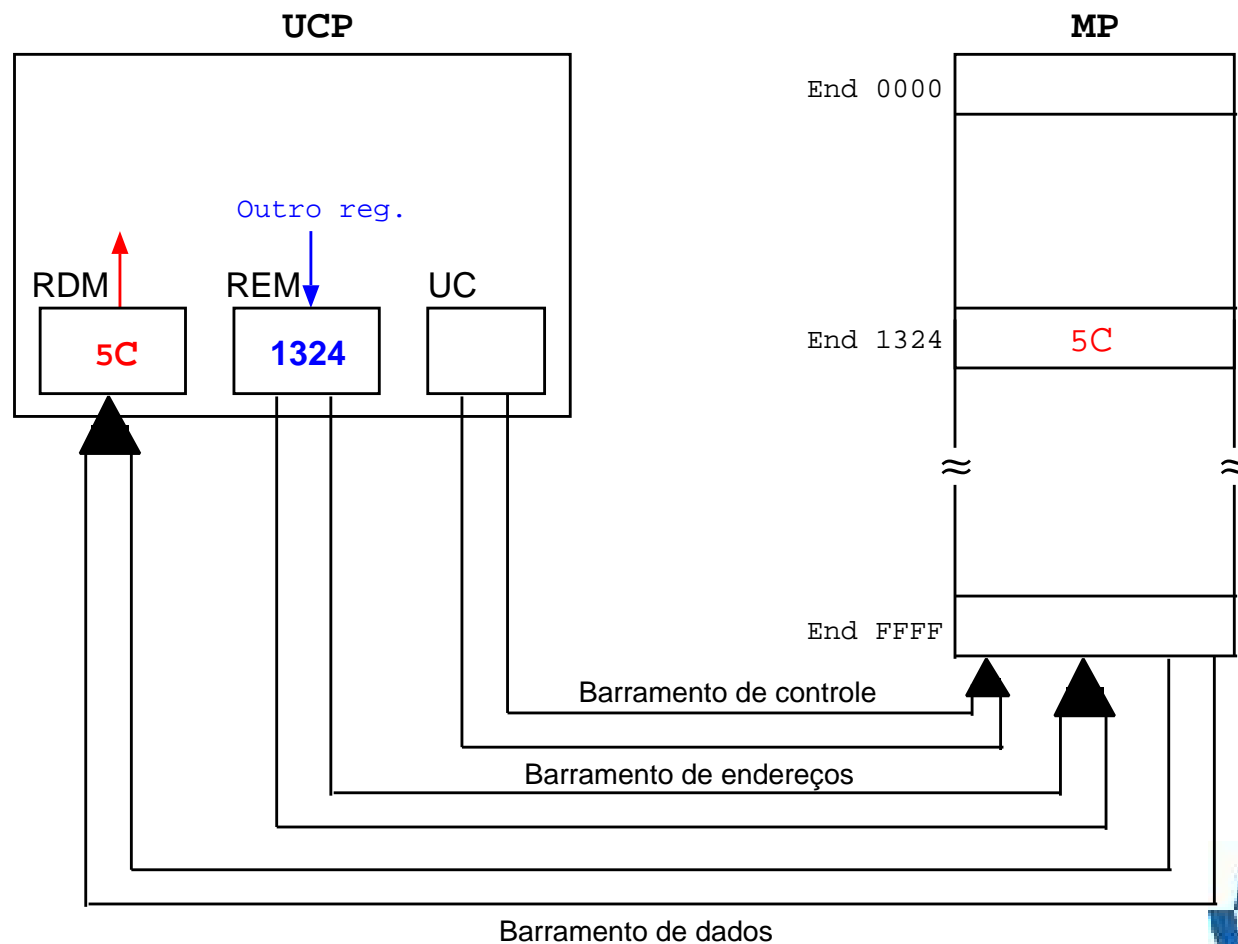 UCP
MP
End 0000
Outro reg.
RDM
REM
UC
5C
1324
End 1324
5C
≈
≈
End FFFF
Barramento de controle
Barramento de endereços
Barramento de dados